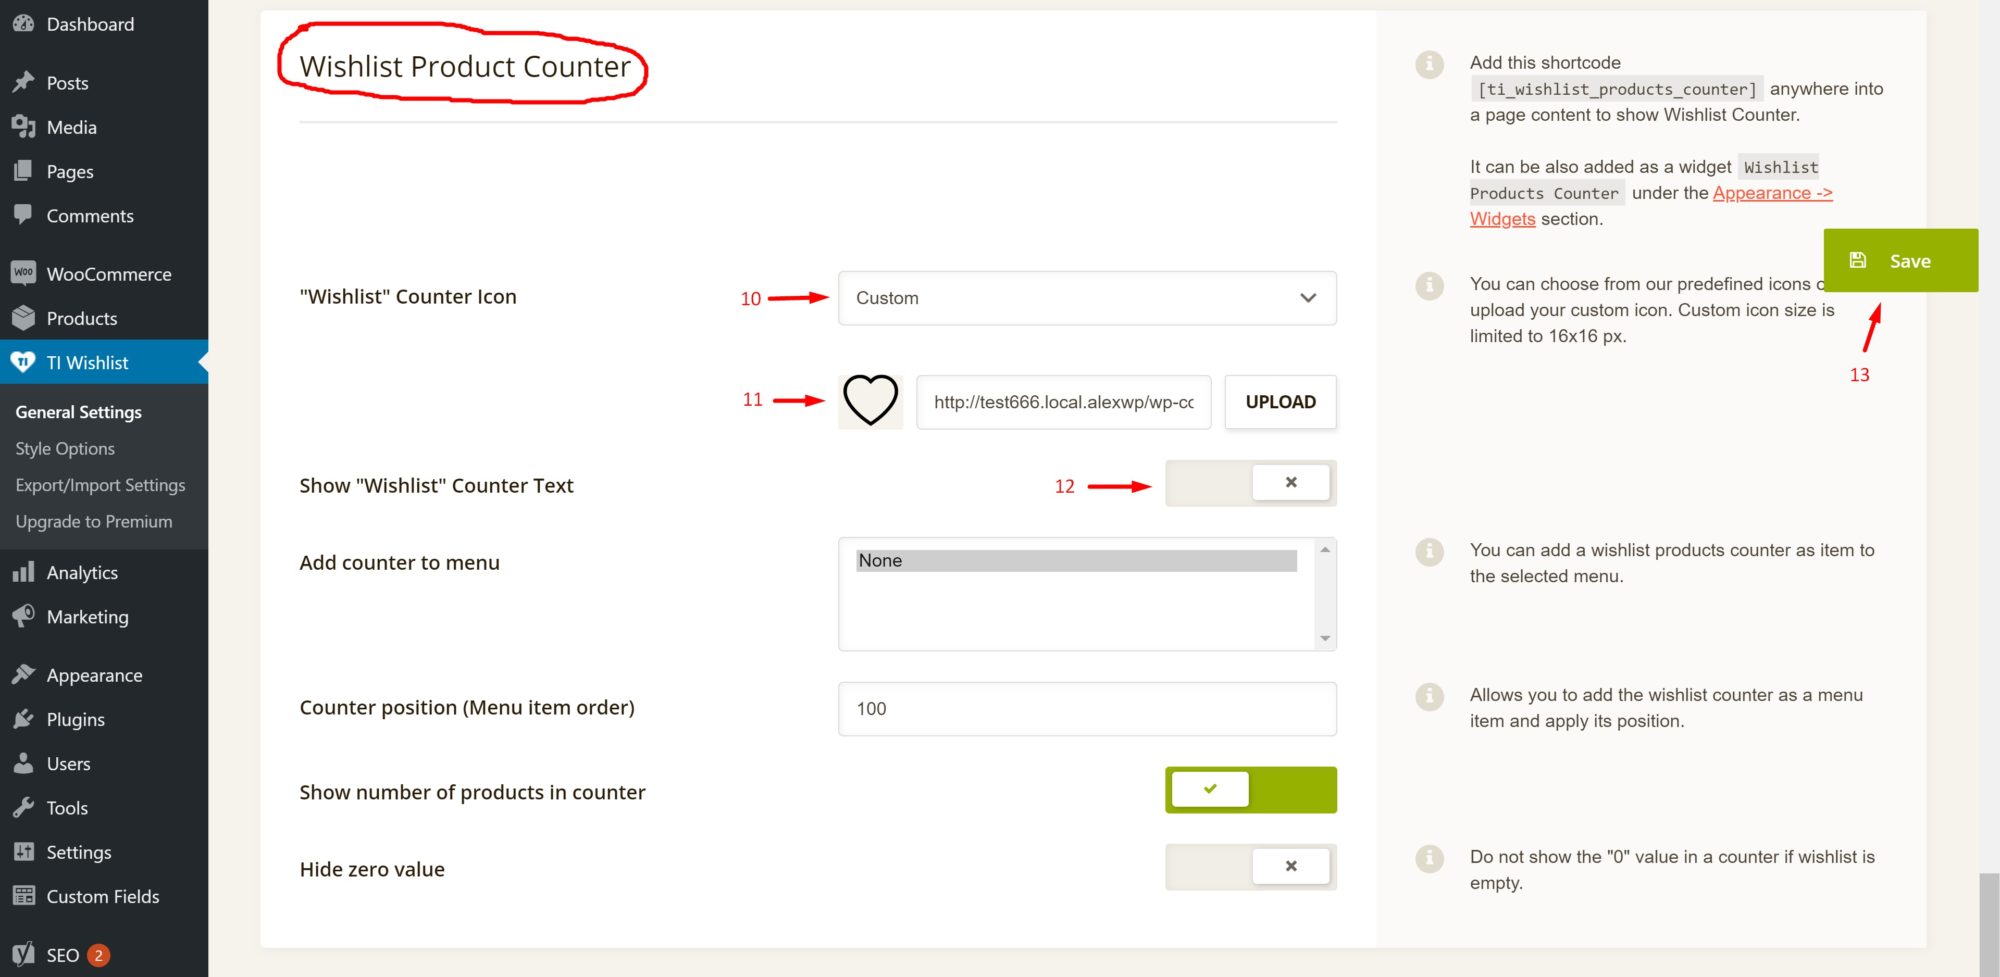 Dashboard
Posts
Media
Pages
Comments
WOO WooCommerce
Products
TI TI Wishlist
General Settings
Style Options
Export/Import Settings
Upgrade to Premium
Analytics
Marketing
Appearance
Plugins
Users
Tools
Settings
Custom Fields
SEO 2
Wishlist Product Counter
"Wishlist" Counter Icon
10
Custom
11
http://test666.local.alexwp/wp-cc
UPLOAD
Show "Wishlist" Counter Text
12
Add counter to menu
None
Counter position (Menu item order)
100
Show number of products in counter
Hide zero value
Add this shortcode
[ti_wishlist_products_counter] anywhere into
a page content to show Wishlist Counter.
It can be also added as a widget Wishlist
Products Counter under the Appearance ->
Widgets section.
Save
You can choose from our predefined icons
upload your custom icon. Custom icon size is
limited to 16x16 px.
13
You can add a wishlist products counter as item to
the selected menu.
Allows you to add the wishlist counter as a menu
item and apply its position.
Do not show the "0" value in a counter if wishlist is
empty.